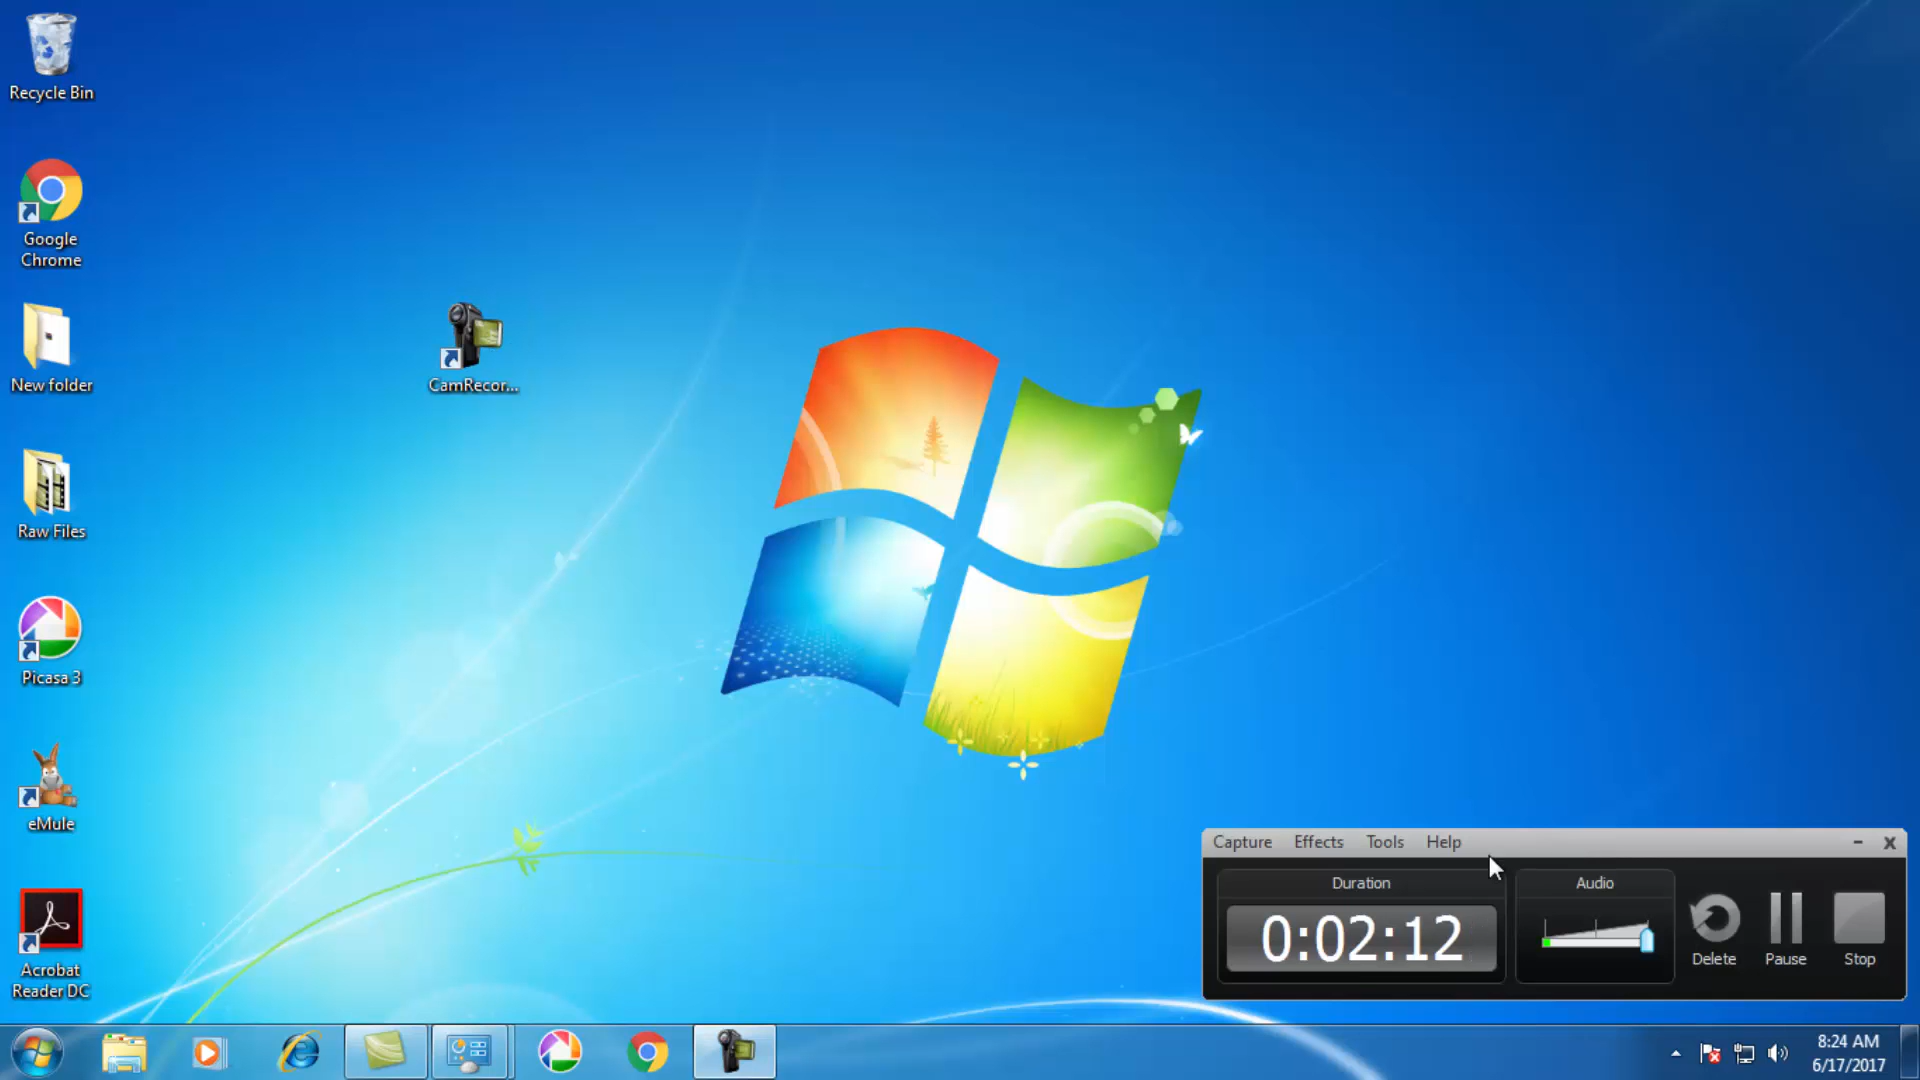 Recycle Bin
Google
Chrome
New folder
CamRecor...
Raw Files
Picasa 3
eMule
Acrobat
Reader DC
Capture Effects Tools Help
Duration
Audio
0:02:12
Delete Pause Stop
8:24 AM
6/17/2017